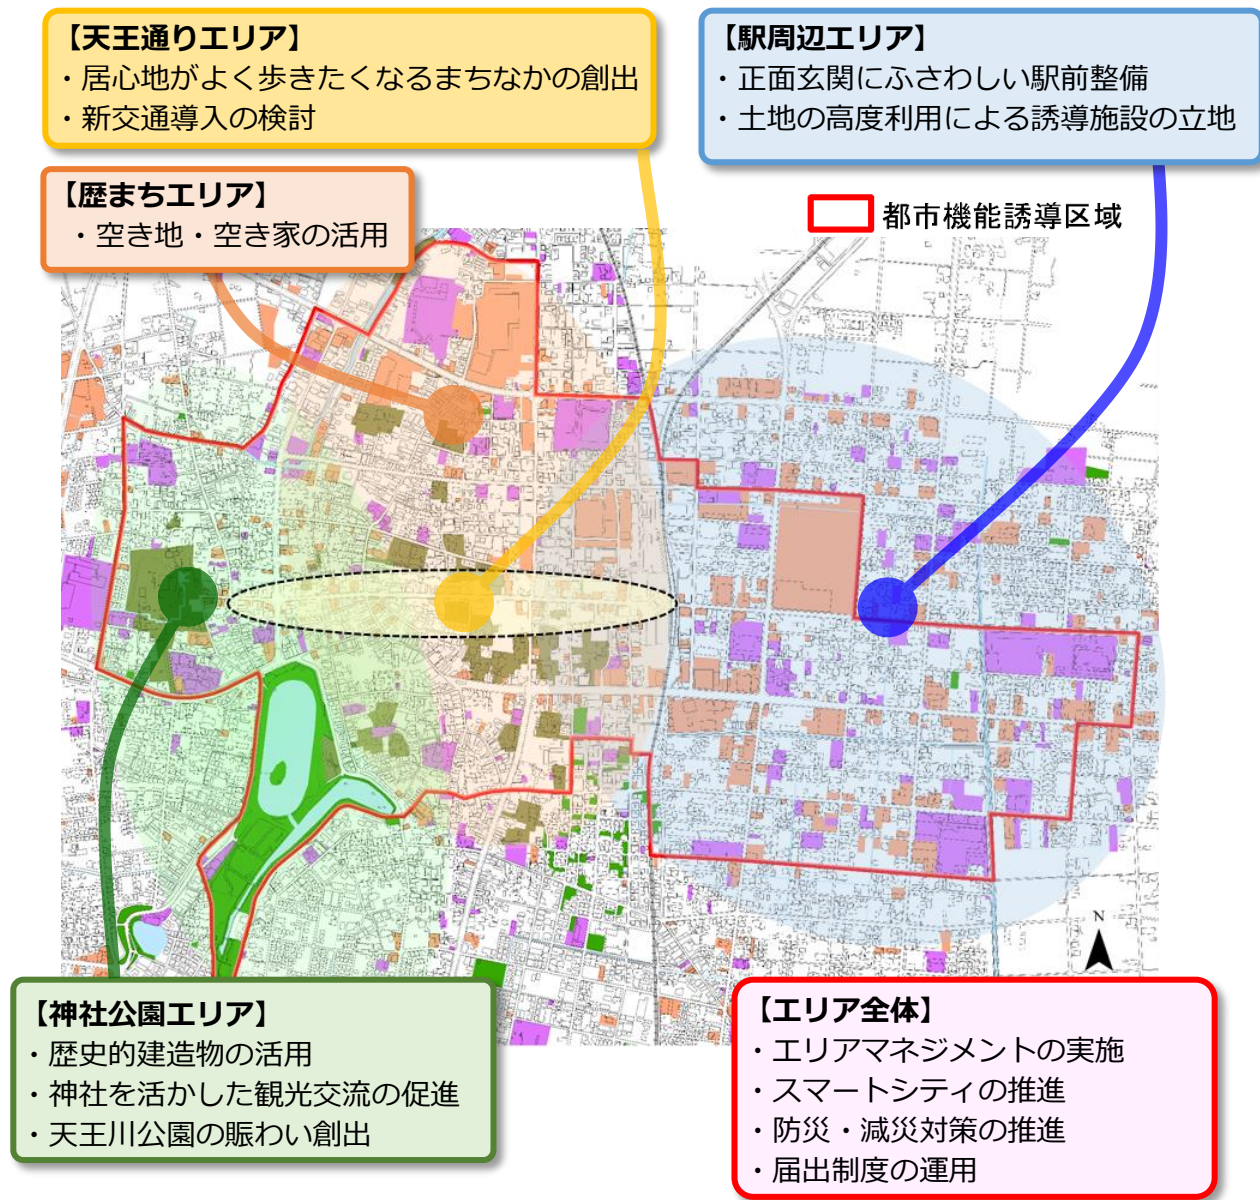 【天王通りエリア】
・居心地がよく歩きたくなるまちなかの創出
・新交通導入の検討
【駅周辺エリア】
・正面玄関にふさわしい駅前整備
・土地の高度利用による誘導施設の立地
【歴まちエリア】
・空き地・空き家の活用
都市機能誘導区域
N
【神社公園エリア】
・歴史的建造物の活用
・神社を活かした観光交流の促進
・天王川公園の賑わい創出
【エリア全体】
・エリアマネジメントの実施
・スマートシティの推進
・防災・減災対策の推進
・届出制度の運用